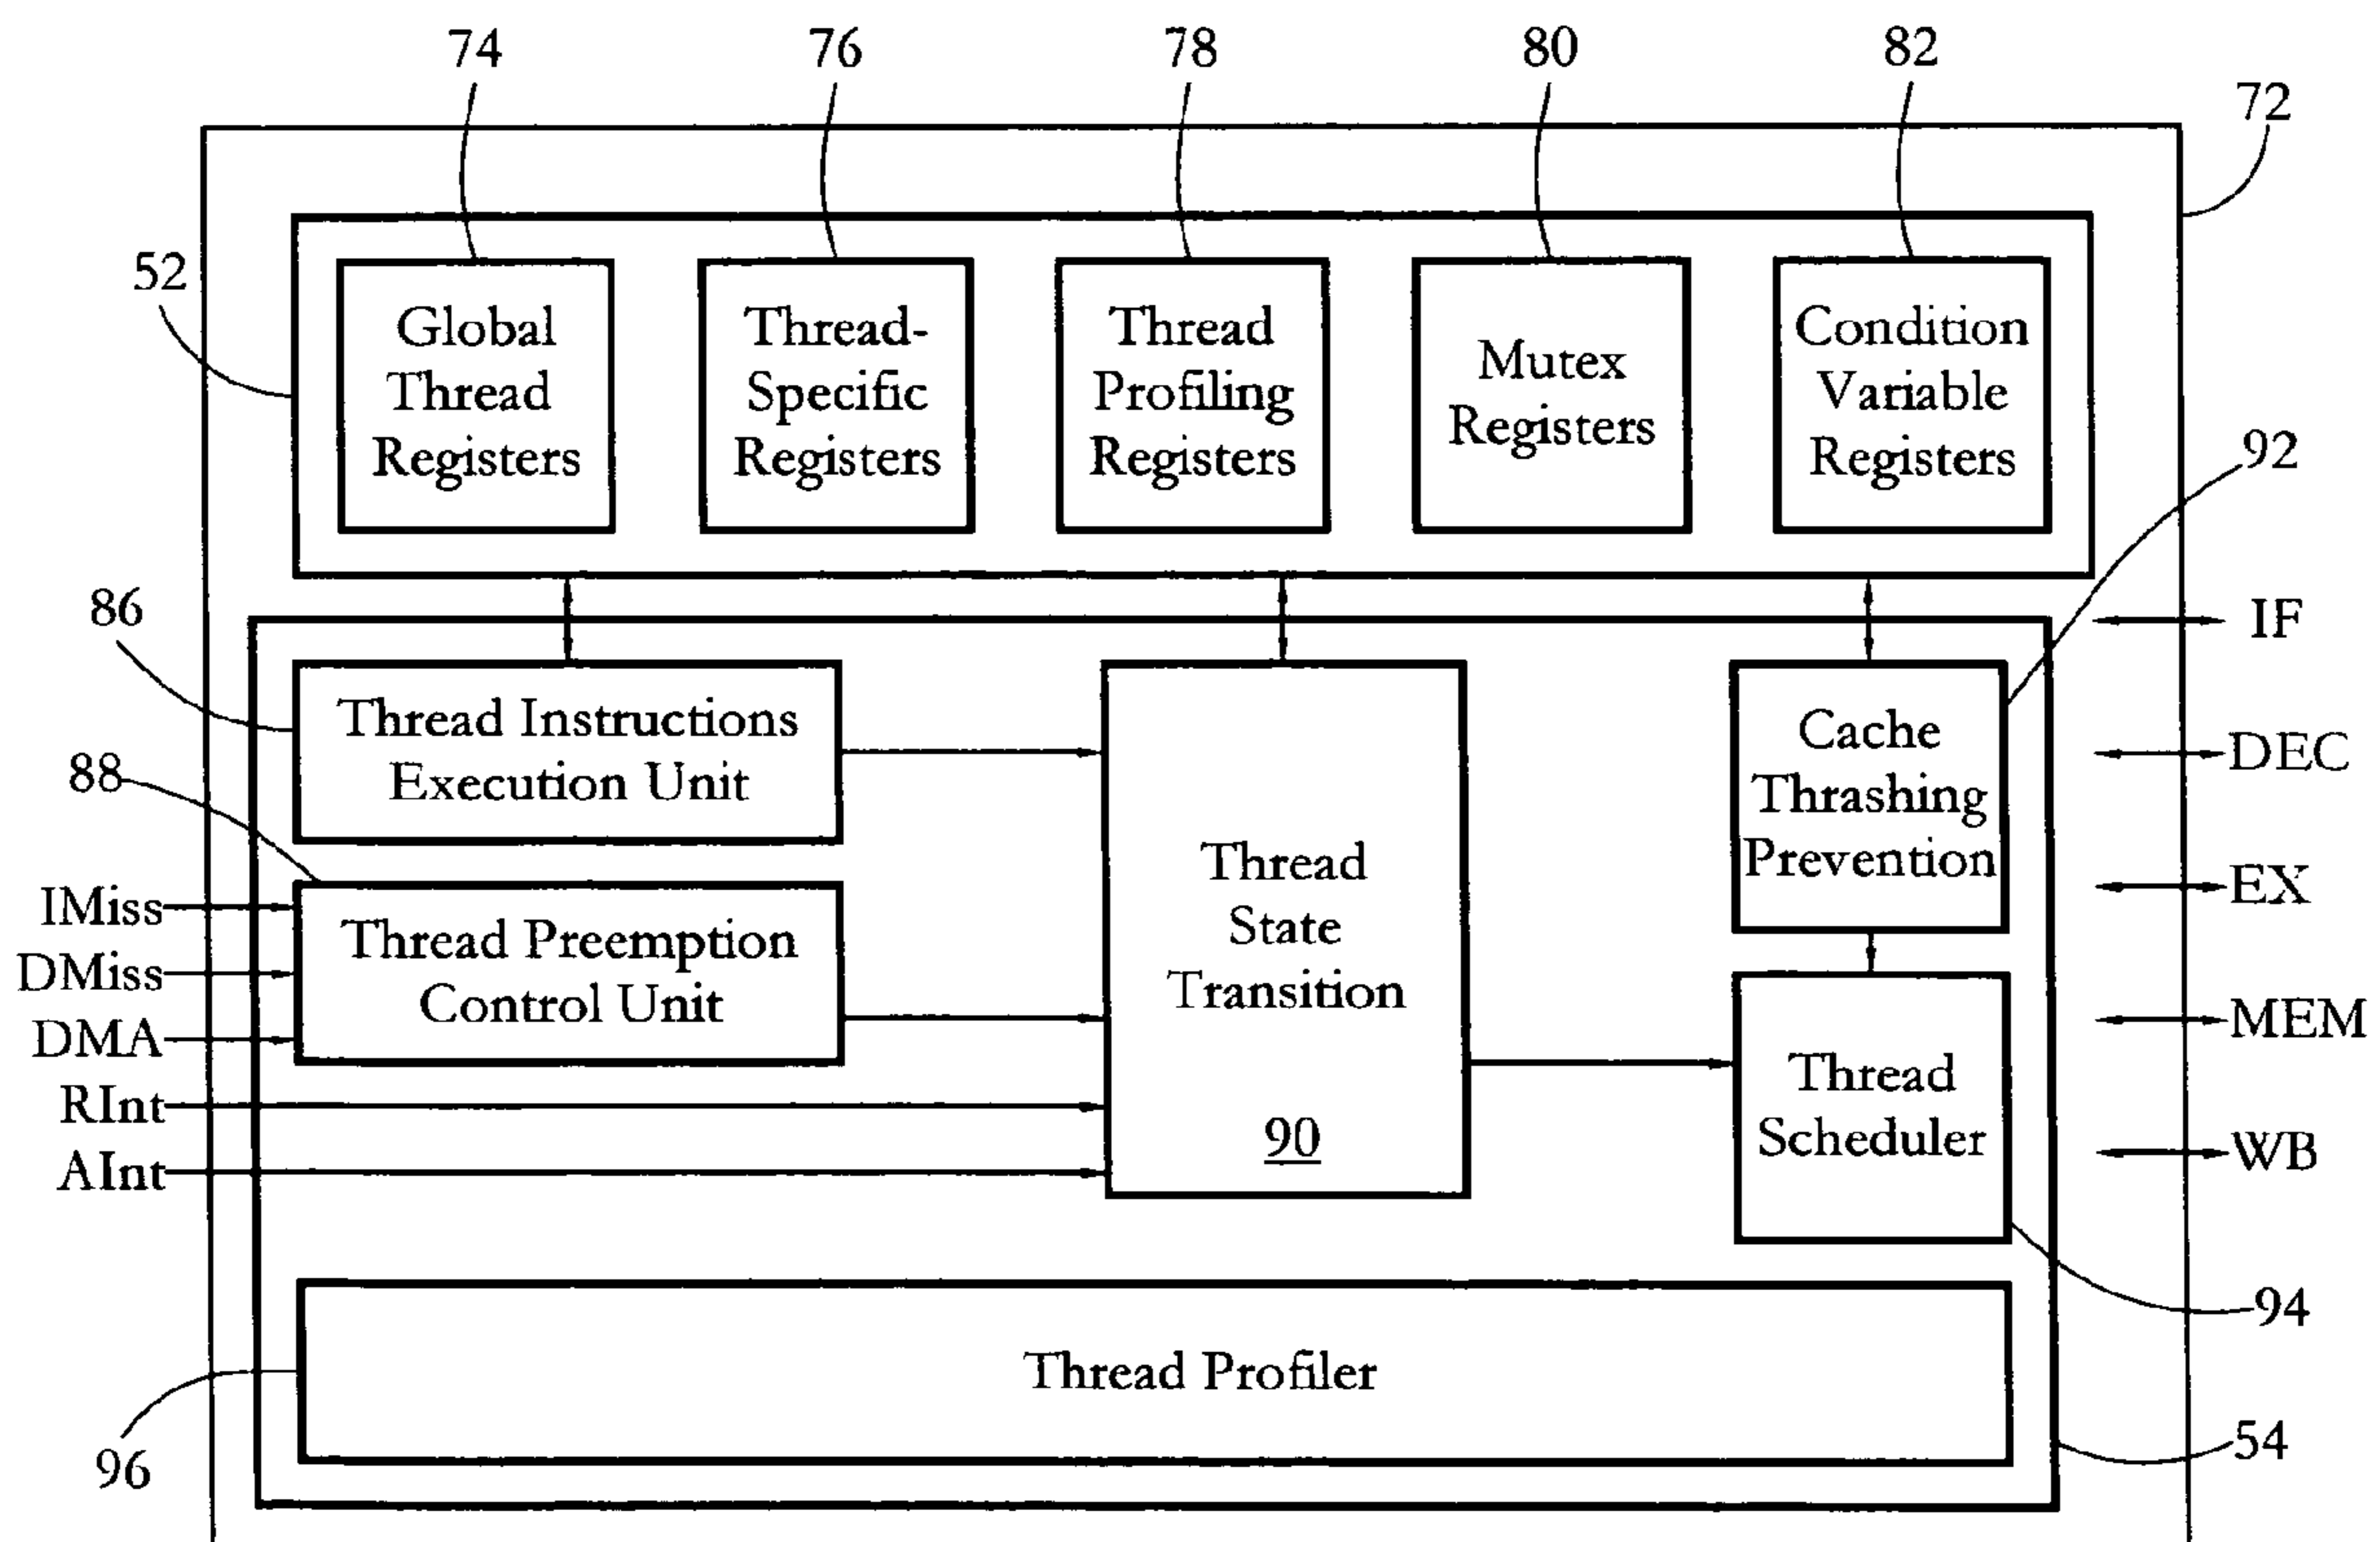 74
76
78
80
82
72
52
Global
Thread
Registers
Thread-
Specific
Registers
Thread
Profiling
Registers
Mutex
Registers
Condition
Variable
Registers
92
86
IF
Thread Instructions
Execution Unit
Cache
Thrashing
Prevention
DEC
88
EX
IMiss
DMiss
DMA
RInt
AInt
Thread Preemption
Control Unit
Thread
State
Transition
90
Thread
Scheduler
MEM
WB
94
Thread Profiler
96
54